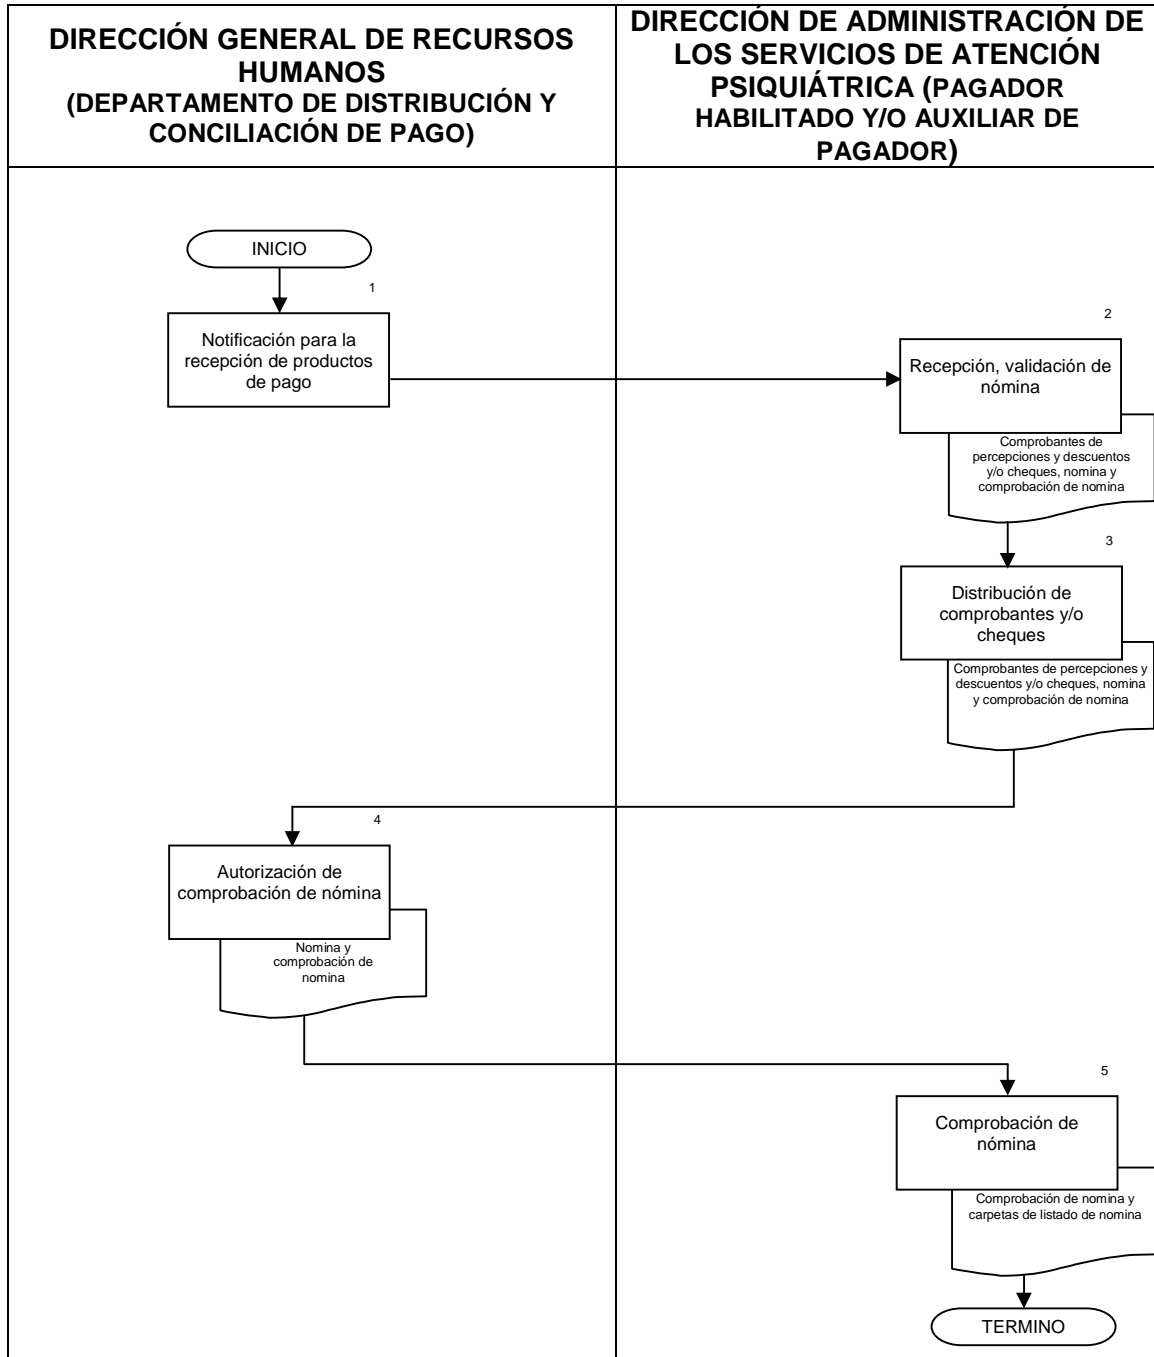 DIRECCIÓN GENERAL DE RECURSOS
HUMANOS
(DEPARTAMENTO DE DISTRIBUCIÓN Y
CONCILIACIÓN DE PAGO)
DIRECCIÓN DE ADMINISTRACIÓN DE
LOS SERVICIOS DE ATENCIÓN
PSIQUIÁTRICA (PAGADOR
HABILITADO Y/O AUXILIAR DE
PAGADOR)
INICIO
1
Notificación para la
recepción de productos
de pago
2
Recepción, validación de
nómina
Comprobantes de
percepciones y descuentos
y/o cheques, nomina y
comprobación de nomina
3
Distribución de
comprobantes y/o
cheques
Comprobantes de percepciones y
descuentos y/o cheques, nomina
y comprobación de nomina
4
Autorización de
comprobación de nómina
Nomina y
comprobación de
nomina
5
Comprobación de
nómina
Comprobación de nomina y
carpetas de listado de nomina
TERMINO